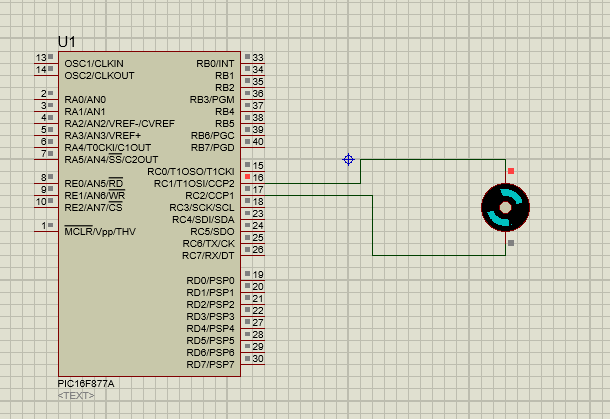 U1
13 OSC1/CLKIN RB0/INT 33
14 OSC2/CLKOUT RB1 34
RB2 35
2 RA0/AN0 RB3/PGM 36
3 RA1/AN1 RB4 37
4 RA2/AN2/VREF-/CVREF RB5 38
5 RA3/AN3/VREF+ RB6/PGC 39
6 RA4/T0CKI/C1OUT RB7/PGD 40
7 RA5/AN4/SS/C2OUT
RC0/T1OSO/T1CKI 15
8 RE0/AN5/RD RC1/T1OSI/CCP2 16
9 RE1/AN6/WR RC2/CCP1 17
10 RE2/AN7/CS RC3/SCK/SCL 18
RC4/SDI/SDA 23
1 MCLR/Vpp/THV RC5/SDO 24
RC6/TX/CK 25
RC7/RX/DT 26
RD0/PSP0 19
RD1/PSP1 20
RD2/PSP2 21
RD3/PSP3 22
RD4/PSP4 27
RD5/PSP5 28
RD6/PSP6 29
RD7/PSP7 30
PIC16F877A
<TEXT>